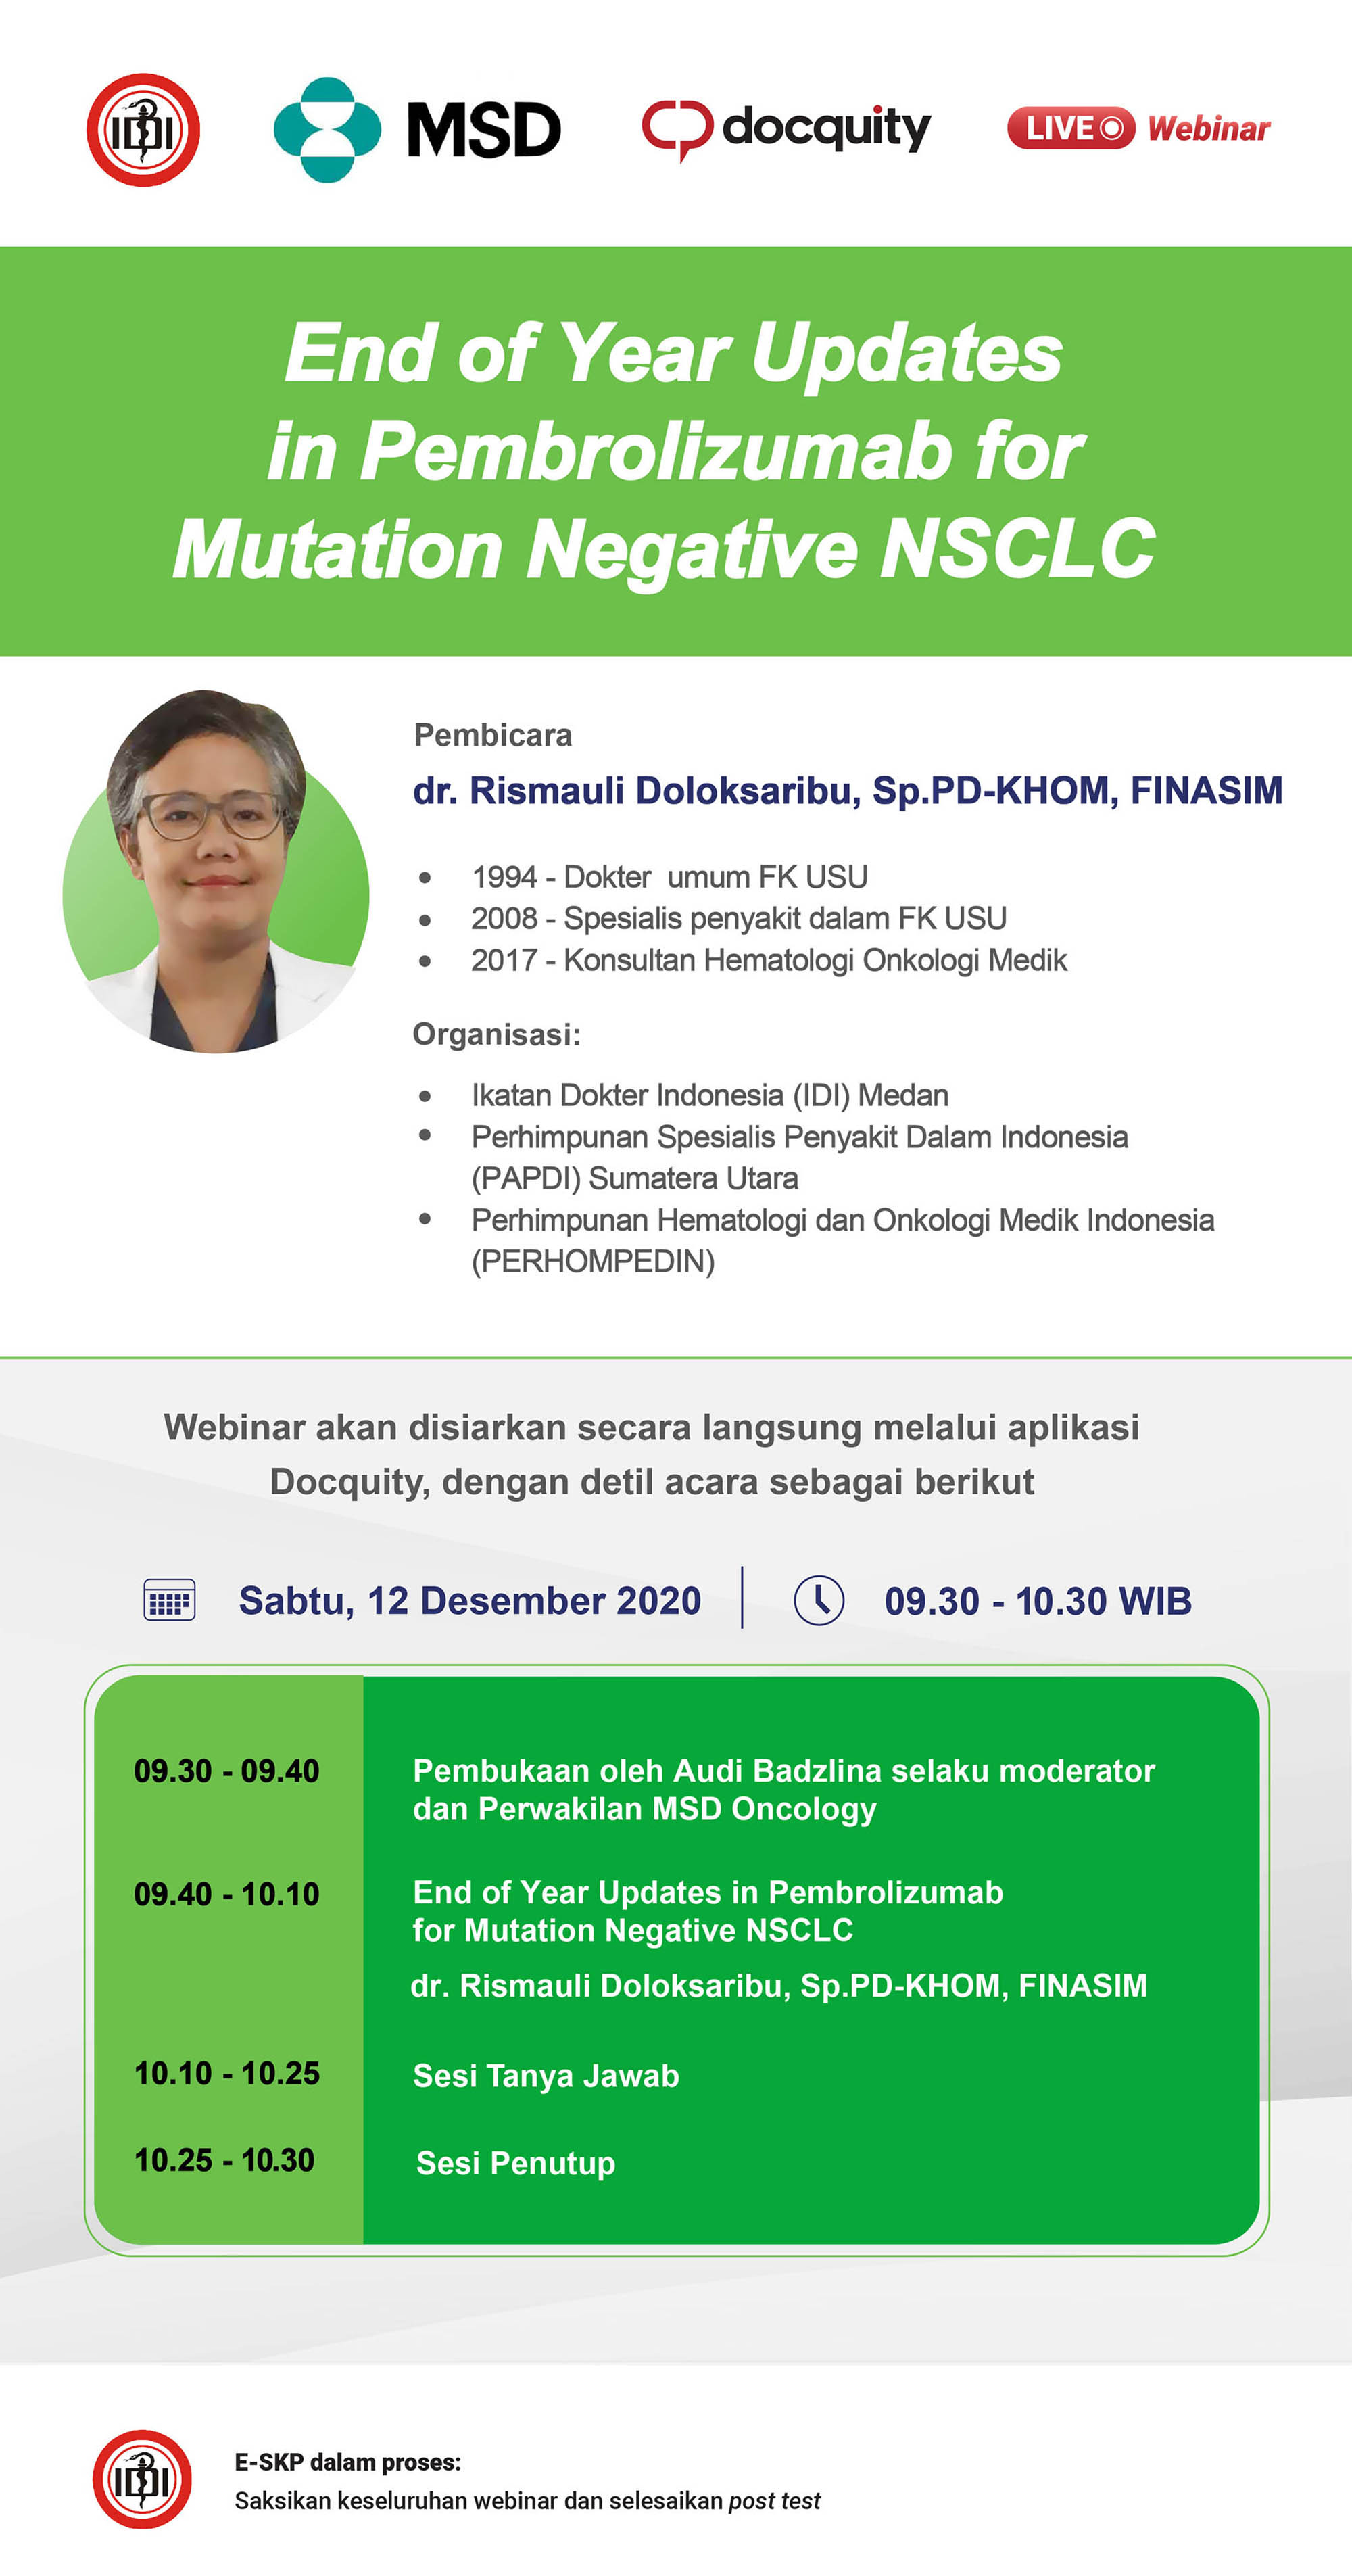 IDI MSD docquity LIVE Webinar
End of Year Updates
in Pembrolizumab for
Mutation Negative NSCLC
Pembicara
dr. Rismauli Doloksaribu, Sp.PD-KHOM, FINASIM
• 1994 - Dokter umum FK USU
• 2008 - Spesialis penyakit dalam FK USU
• 2017 - Konsultan Hematologi Onkologi Medik
Organisasi:
• Ikatan Dokter Indonesia (IDI) Medan
• Perhimpunan Spesialis Penyakit Dalam Indonesia
(PAPDI) Sumatera Utara
• Perhimpunan Hematologi dan Onkologi Medik Indonesia
(PERHOMPEDIN)
Webinar akan disiarkan secara langsung melalui aplikasi
Docquity, dengan detil acara sebagai berikut
Sabtu, 12 Desember 2020 | 09.30 - 10.30 WIB
09.30 - 09.40 Pembukaan oleh Audi Badzlina selaku moderator
dan Perwakilan MSD Oncology
09.40 - 10.10 End of Year Updates in Pembrolizumab
for Mutation Negative NSCLC
dr. Rismauli Doloksaribu, Sp.PD-KHOM, FINASIM
10.10 - 10.25 Sesi Tanya Jawab
10.25 - 10.30 Sesi Penutup
IDI
E-SKP dalam proses:
Saksikan keseluruhan webinar dan selesaikan post test